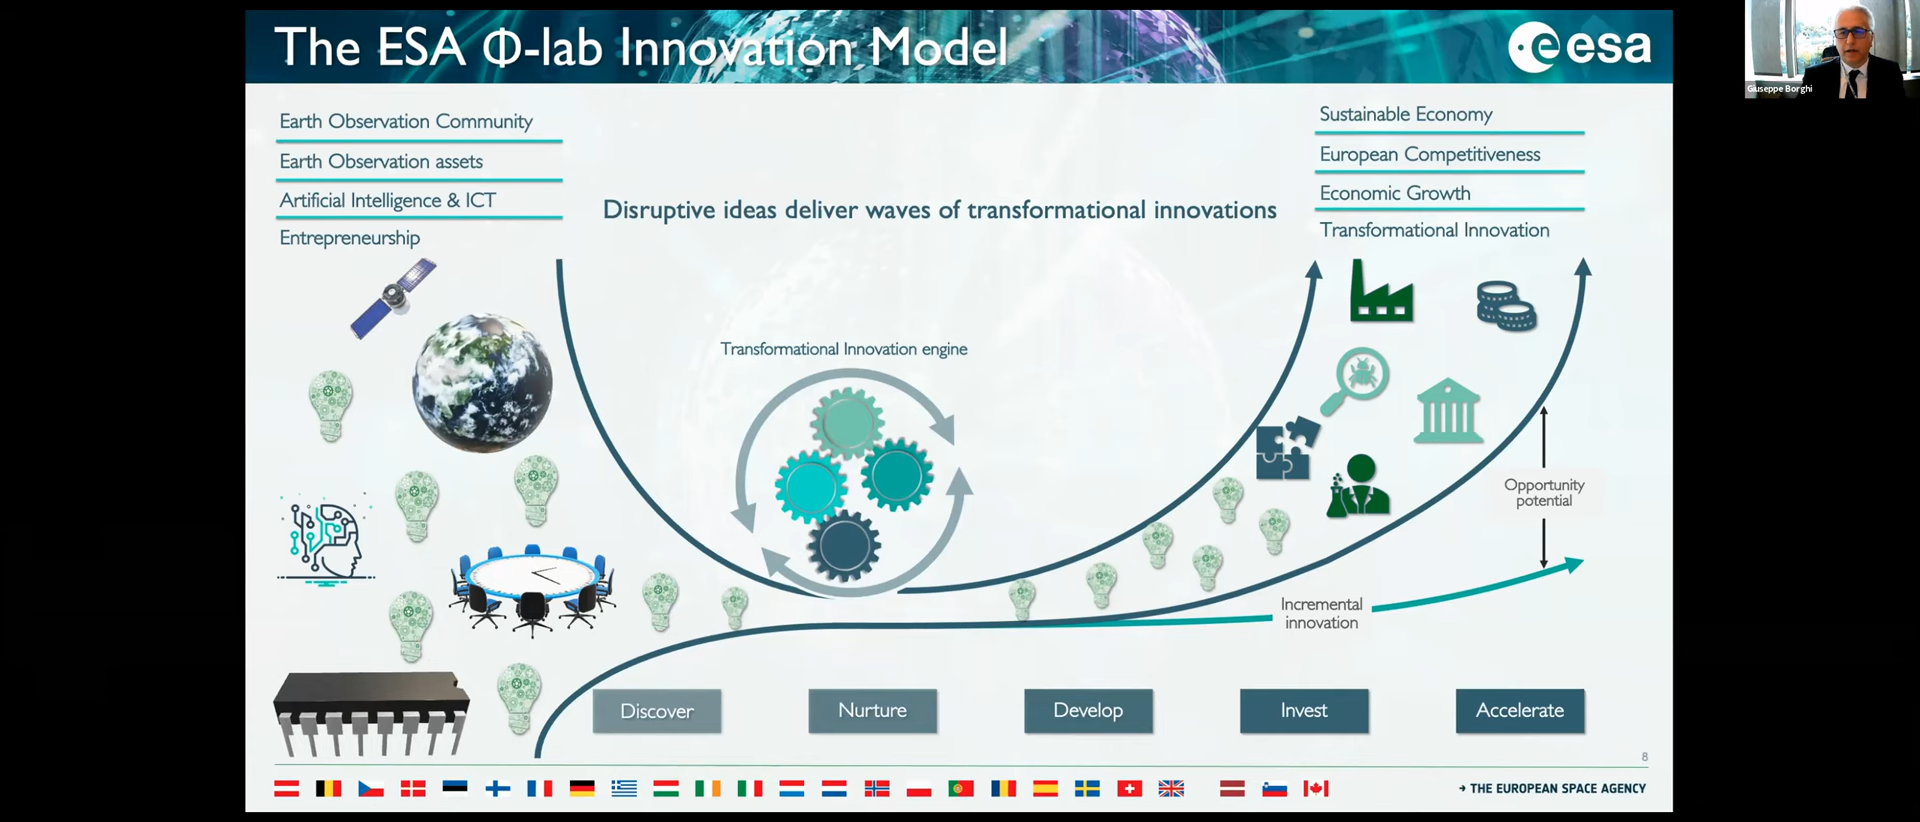 The ESA Φ-lab Innovation Model
esa
Giuseppe Borghi
Earth Observation Community
Earth Observation assets
Artificial Intelligence & ICT
Entrepreneurship
Disruptive ideas deliver waves of transformational innovations
Sustainable Economy
European Competitiveness
Economic Growth
Transformational Innovation
Transformational Innovation engine
Opportunity
potential
Incremental
innovation
Discover
Nurture
Develop
Invest
Accelerate
8
→ THE EUROPEAN SPACE AGENCY